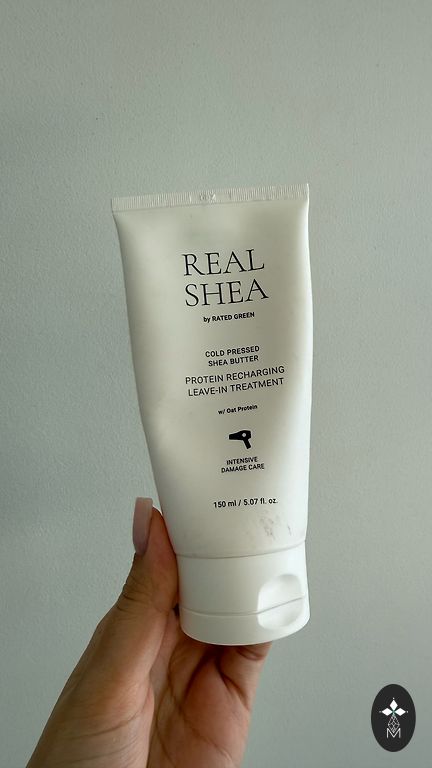 REAL
SHEA
by RATED GREEN
COLD PRESSED
SHEA BUTTER
PROTEIN RECHARGING
LEAVE-IN TREATMENT
w/ Oat Protein
INTENSIVE
DAMAGE CARE
150 ml / 5.07 fl. oz.